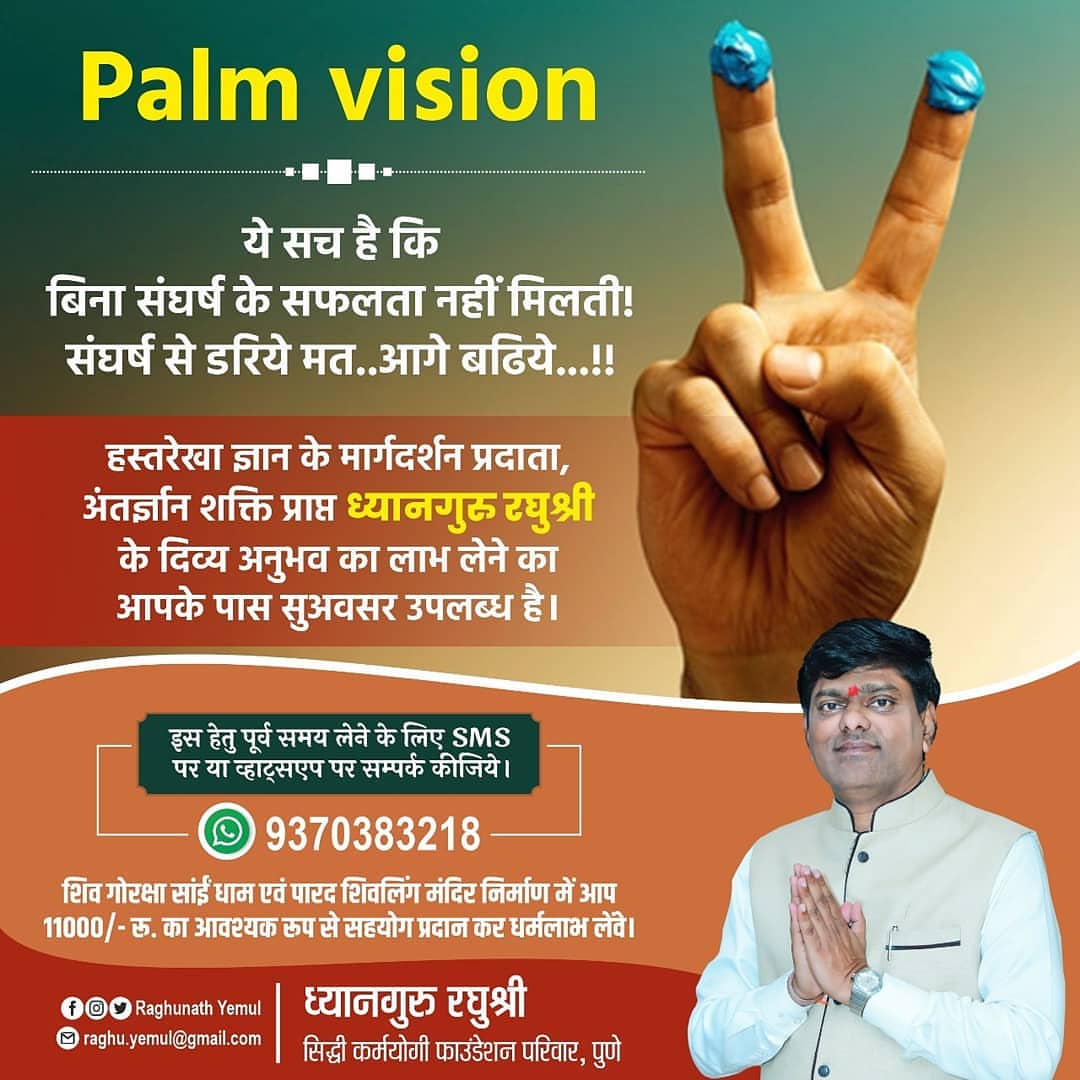 Palm vision
ये सच है कि
बिना संघर्ष के सफलता नहीं मिलती!
संघर्ष से डरिये मत..आगे बढिये...!!
हस्तरेखा ज्ञान के मार्गदर्शन प्रदाता,
अंतर्ज्ञान शक्ति प्राप्त ध्यानगुरु रघुश्री
के दिव्य अनुभव का लाभ लेने का
आपके पास सुअवसर उपलब्ध है।
इस हेतु पूर्व समय लेने के लिए SMS
पर या व्हाट्सएप पर सम्पर्क कीजिये।
9370383218
शिव गोरक्षा सांईं धाम एवं पारद शिवलिंग मंदिर निर्माण में आप
11000/- रू. का आवश्यक रूप से सहयोग प्रदान कर धर्मलाभ लेंवे।
Raghunath Yemul
raghu.yemul@gmail.com
ध्यानगुरु रघुश्री
सिद्धी कर्मयोगी फाउंडेशन परिवार, पुणे